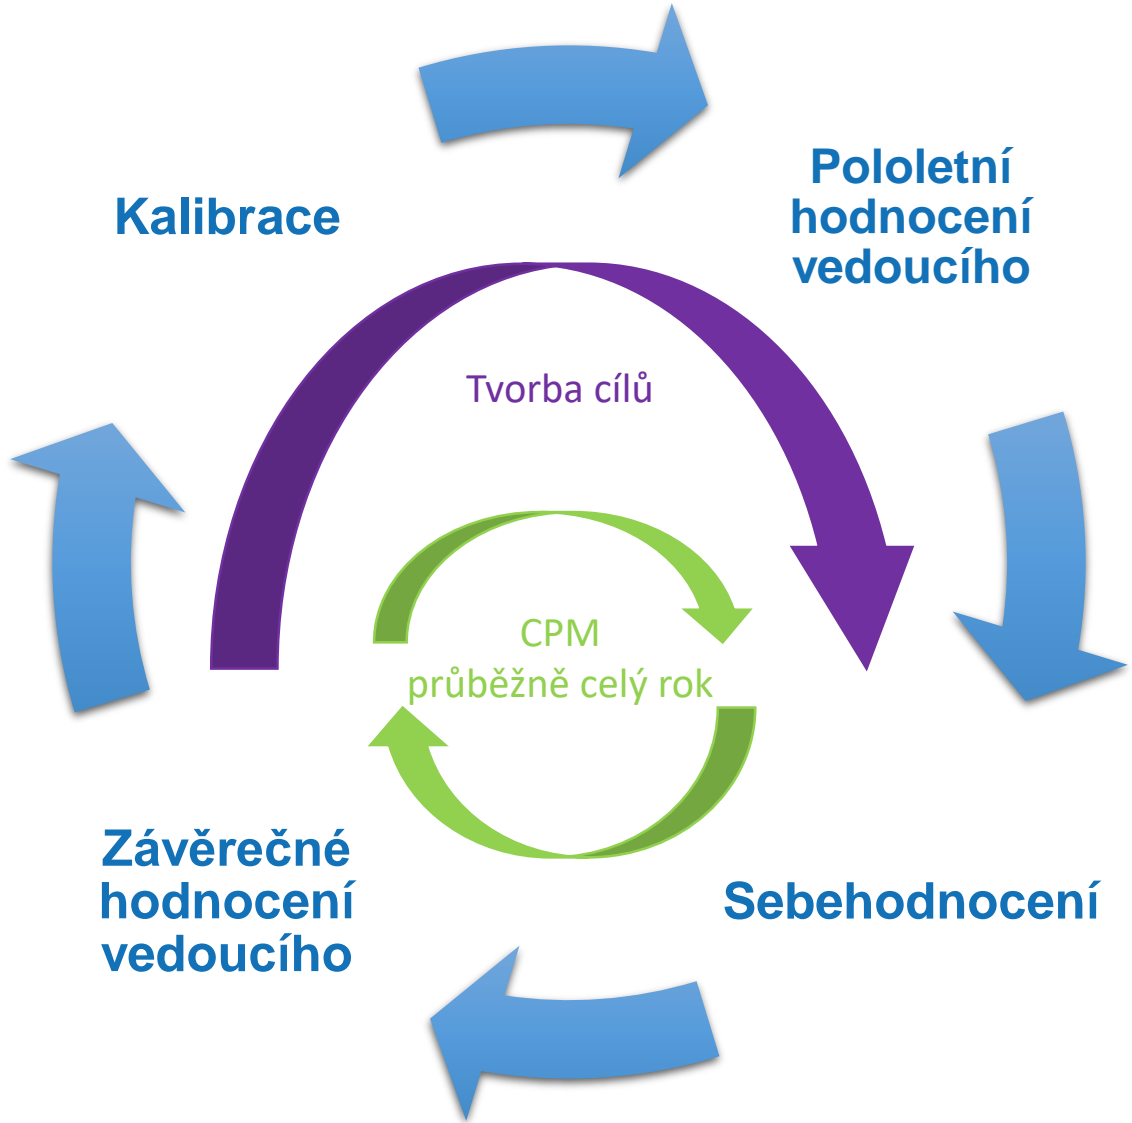 Kalibrace
Pololetní
hodnocení
vedoucího
Tvorba cílů
CPM
průběžně celý rok
Závěrečné
hodnocení
vedoucího
Sebehodnocení